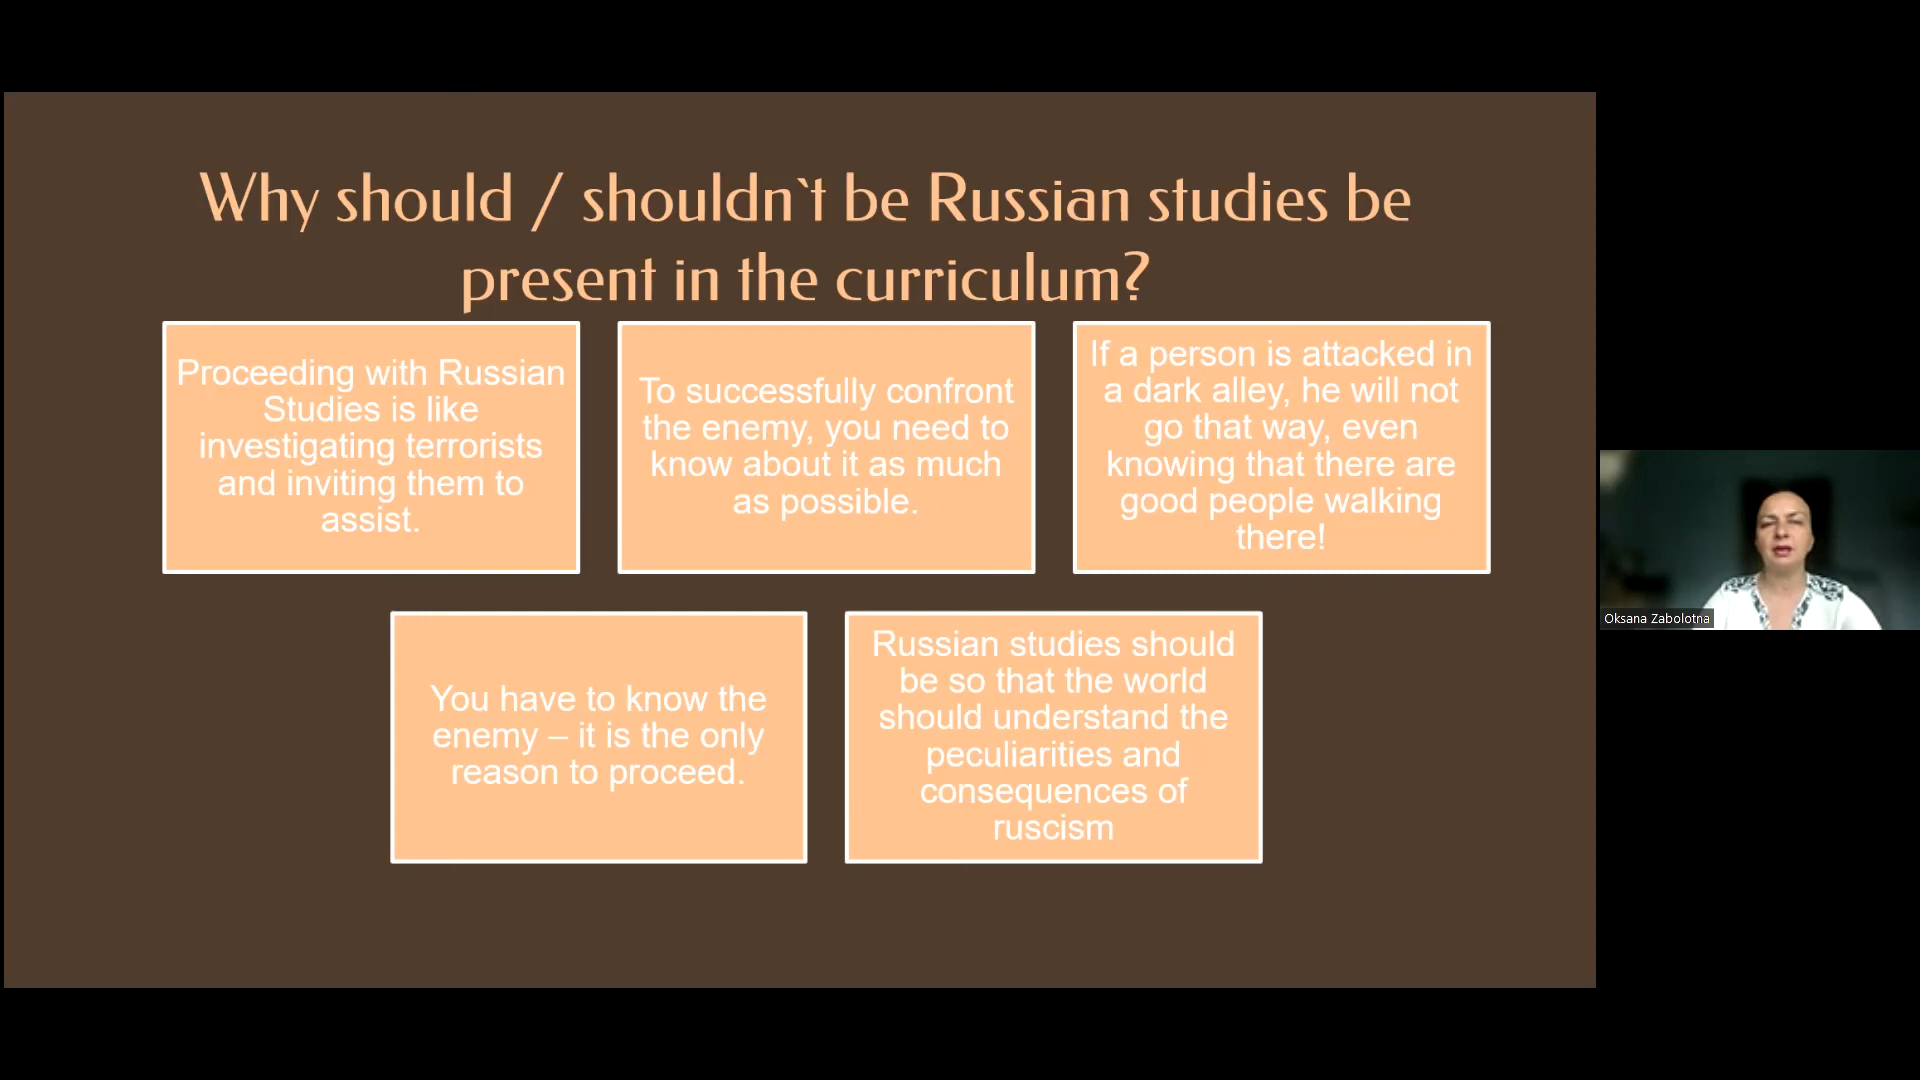 Why should / shouldn`t be Russian studies be
present in the curriculum?
Proceeding with Russian
Studies is like
investigating terrorists
and inviting them to
assist.
To successfully confront
the enemy, you need to
know about it as much
as possible.
If a person is attacked in
a dark alley, he will not
go that way, even
knowing that there are
good people walking
there!
You have to know the
enemy – it is the only
reason to proceed.
Russian studies should
be so that the world
should understand the
peculiarities and
consequences of
ruscism
Oksana Zabolotna